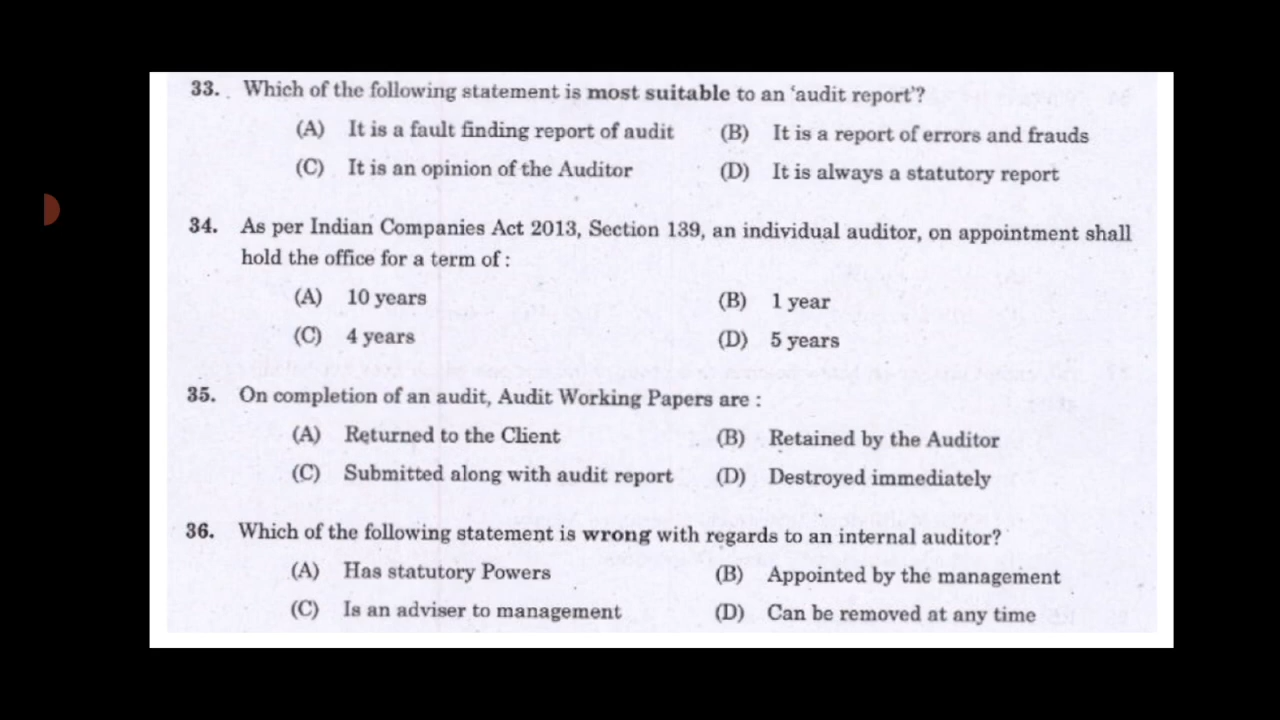 33. Which of the following statement is most suitable to an 'audit report'?
(A) It is a fault finding report of audit (B) It is a report of errors and frauds
(C) It is an opinion of the Auditor (D) It is always a statutory report
34. As per Indian Companies Act 2013, Section 139, an individual auditor, on appointment shall
hold the office for a term of :
(A) 10 years (B) 1 year
(C) 4 years (D) 5 years
35. On completion of an audit, Audit Working Papers are :
(A) Returned to the Client (B) Retained by the Auditor
(C) Submitted along with audit report (D) Destroyed immediately
36. Which of the following statement is wrong with regards to an internal auditor?
(A) Has statutory Powers (B) Appointed by the management
(C) Is an adviser to management (D) Can be removed at any time